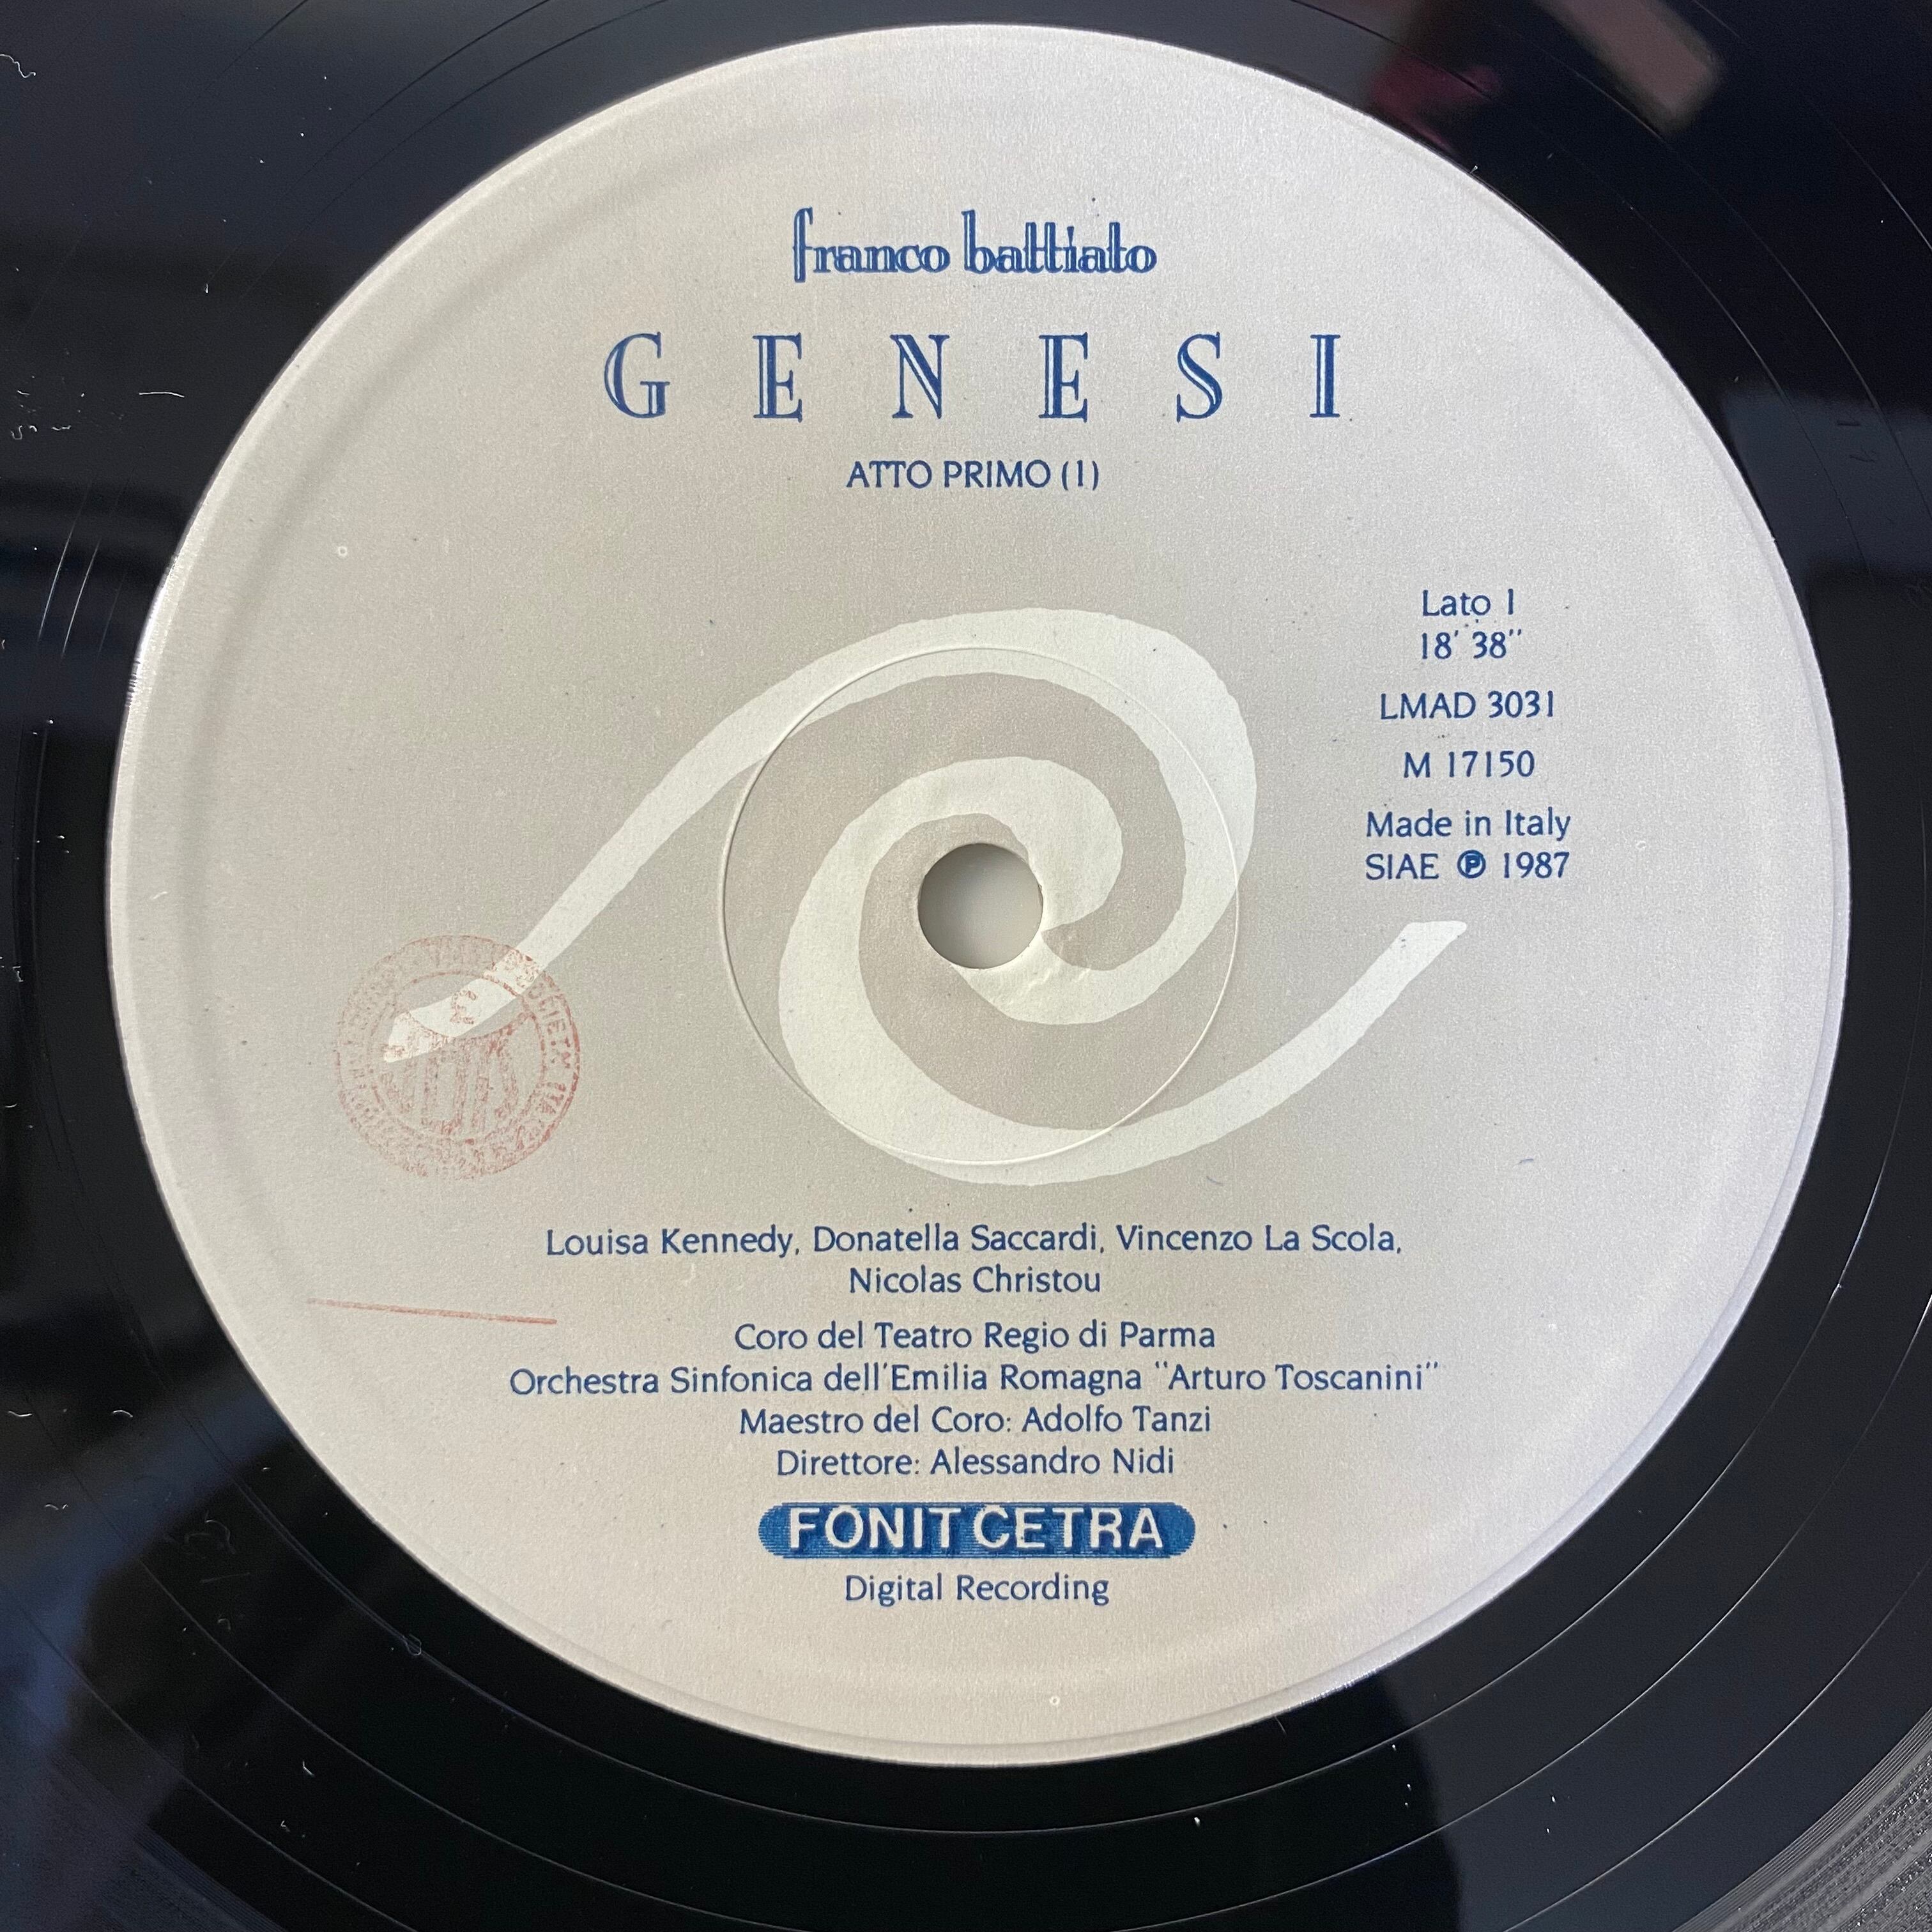 franco battiato
GENESI
ATTO PRIMO (1)
Lato 1
18' 38"
LMAD 3031
M 17150
Made in Italy
SIAE ℗ 1987
Louisa Kennedy, Donatella Saccardi, Vincenzo La Scola,
Nicolas Christou
Coro del Teatro Regio di Parma
Orchestra Sinfonica dell'Emilia Romagna "Arturo Toscanini"
Maestro del Coro: Adolfo Tanzi
Direttore: Alessandro Nidi
FONIT CETRA
Digital Recording